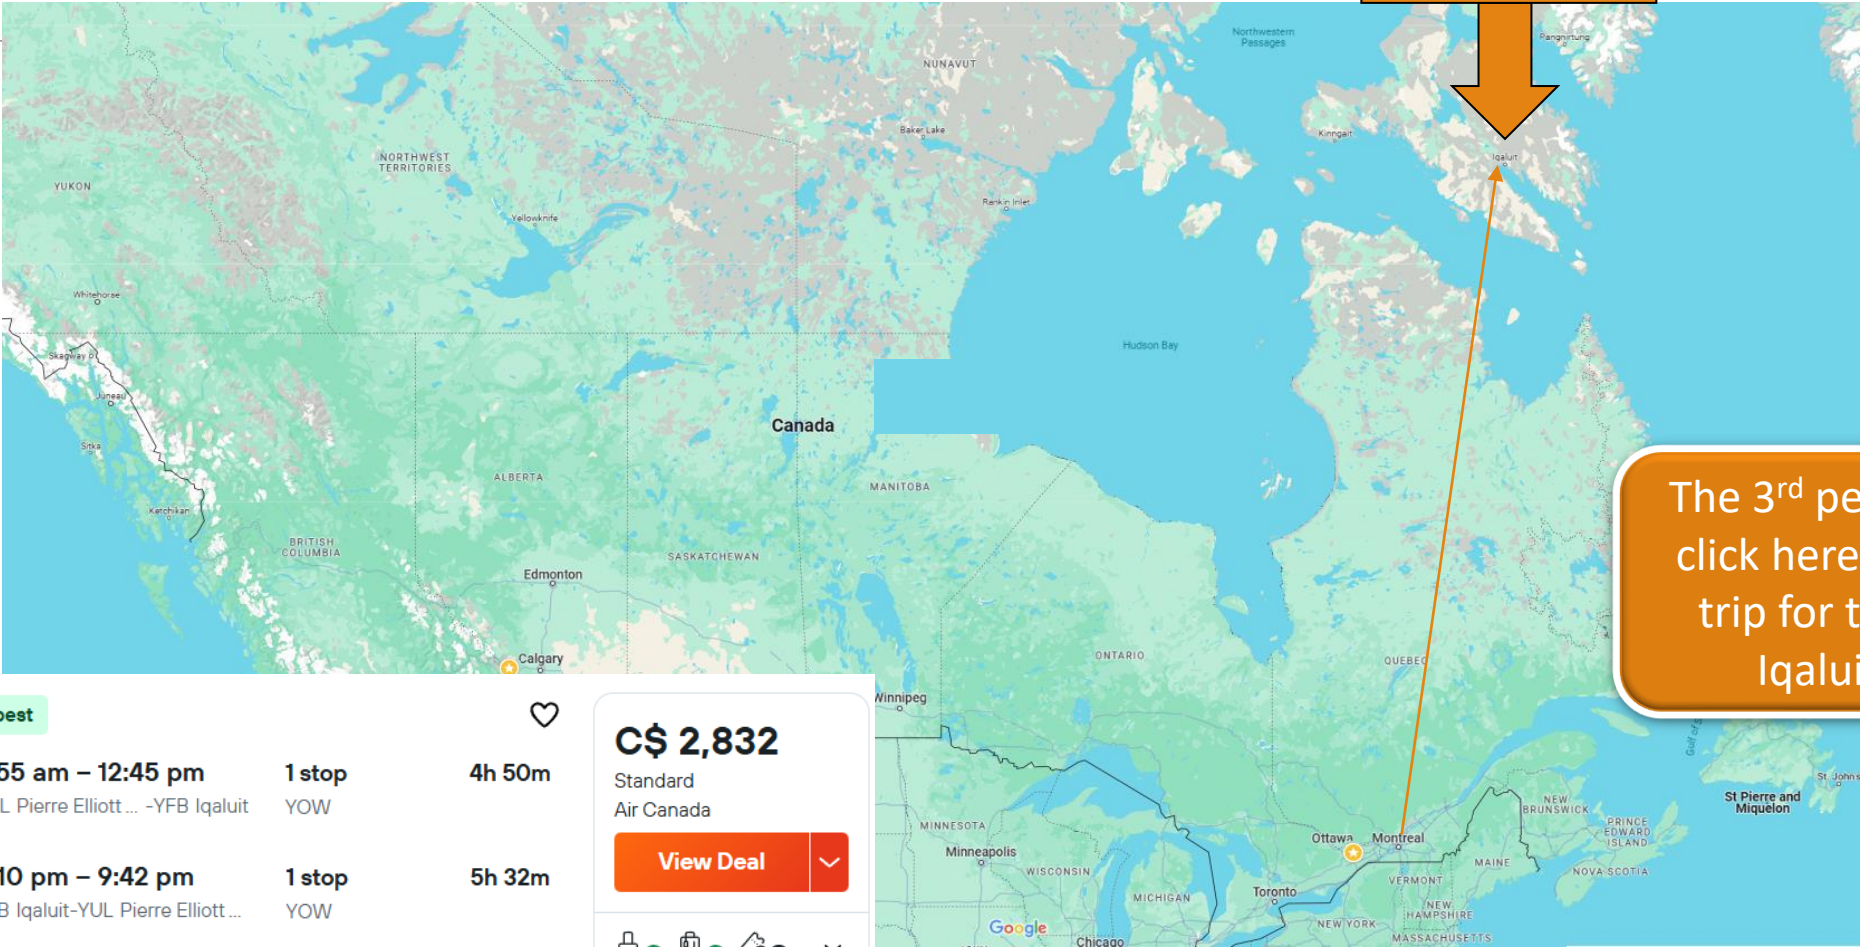 Northwestern
Passages
Pangnirtung
NUNAVUT
Baker Lake
Kinngait
Iqaluit
NORTHWEST
TERRITORIES
YUKON
Rankin Inlet
Yellowknife
Whitehorse
Hudson Bay
Skagway
Juneau
Canada
Sitka
ALBERTA
MANITOBA
The 3rd pe
click here
trip for t
Iqalui
Ketchikan
BRITISH
COLUMBIA
SASKATCHEWAN
Edmonton
ONTARIO
QUEBEC
Calgary
Winnipeg
Gulf of S
St. John's
St Pierre and
Miquelon
NEW
BRUNSWICK
PRINCE
EDWARD
ISLAND
MINNESOTA
Ottawa
Montreal
Minneapolis
MAINE
NOVA SCOTIA
WISCONSIN
VERMONT
MICHIGAN
Toronto
NEW
HAMPSHIRE
NEW YORK
MASSACHUSETTS
Google
Chicago
best
55 am – 12:45 pm
1 stop
4h 50m
L Pierre Elliott ... -YFB Iqaluit
YOW
10 pm – 9:42 pm
1 stop
5h 32m
B Iqaluit-YUL Pierre Elliott ...
YOW
C$ 2,832
Standard
Air Canada
View Deal